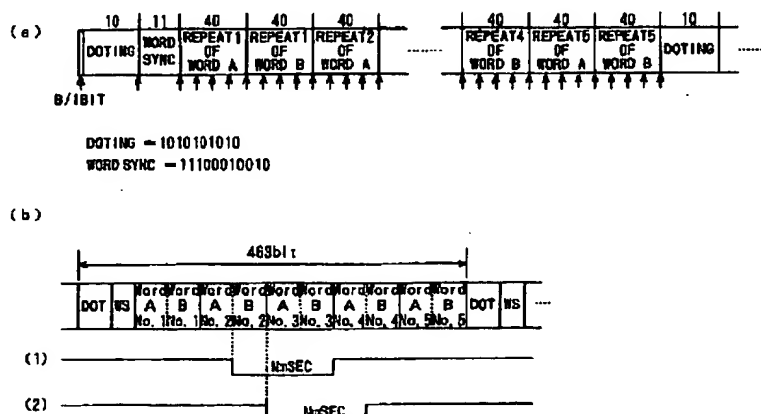 (a)
10 11 40 40 40 40 40 40 10
DOTING WORD SYNC REPEAT1 OF WORD A REPEAT1 OF WORD B REPEAT2 OF WORD A ........ REPEAT4 OF WORD B REPEAT5 OF WORD A REPEAT5 OF WORD B DOTING ......
B/IBIT
DOTING = 1010101010
WORD SYNC = 11100010010
(b)
463bit
DOT WS Word A No. 1 Word B No. 1 Word A No. 2 Word B No. 2 Word A No. 3 Word B No. 3 Word A No. 4 Word B No. 4 Word A No. 5 Word B No. 5 DOT WS ....
(1) NmSEC
(2) NmSEC